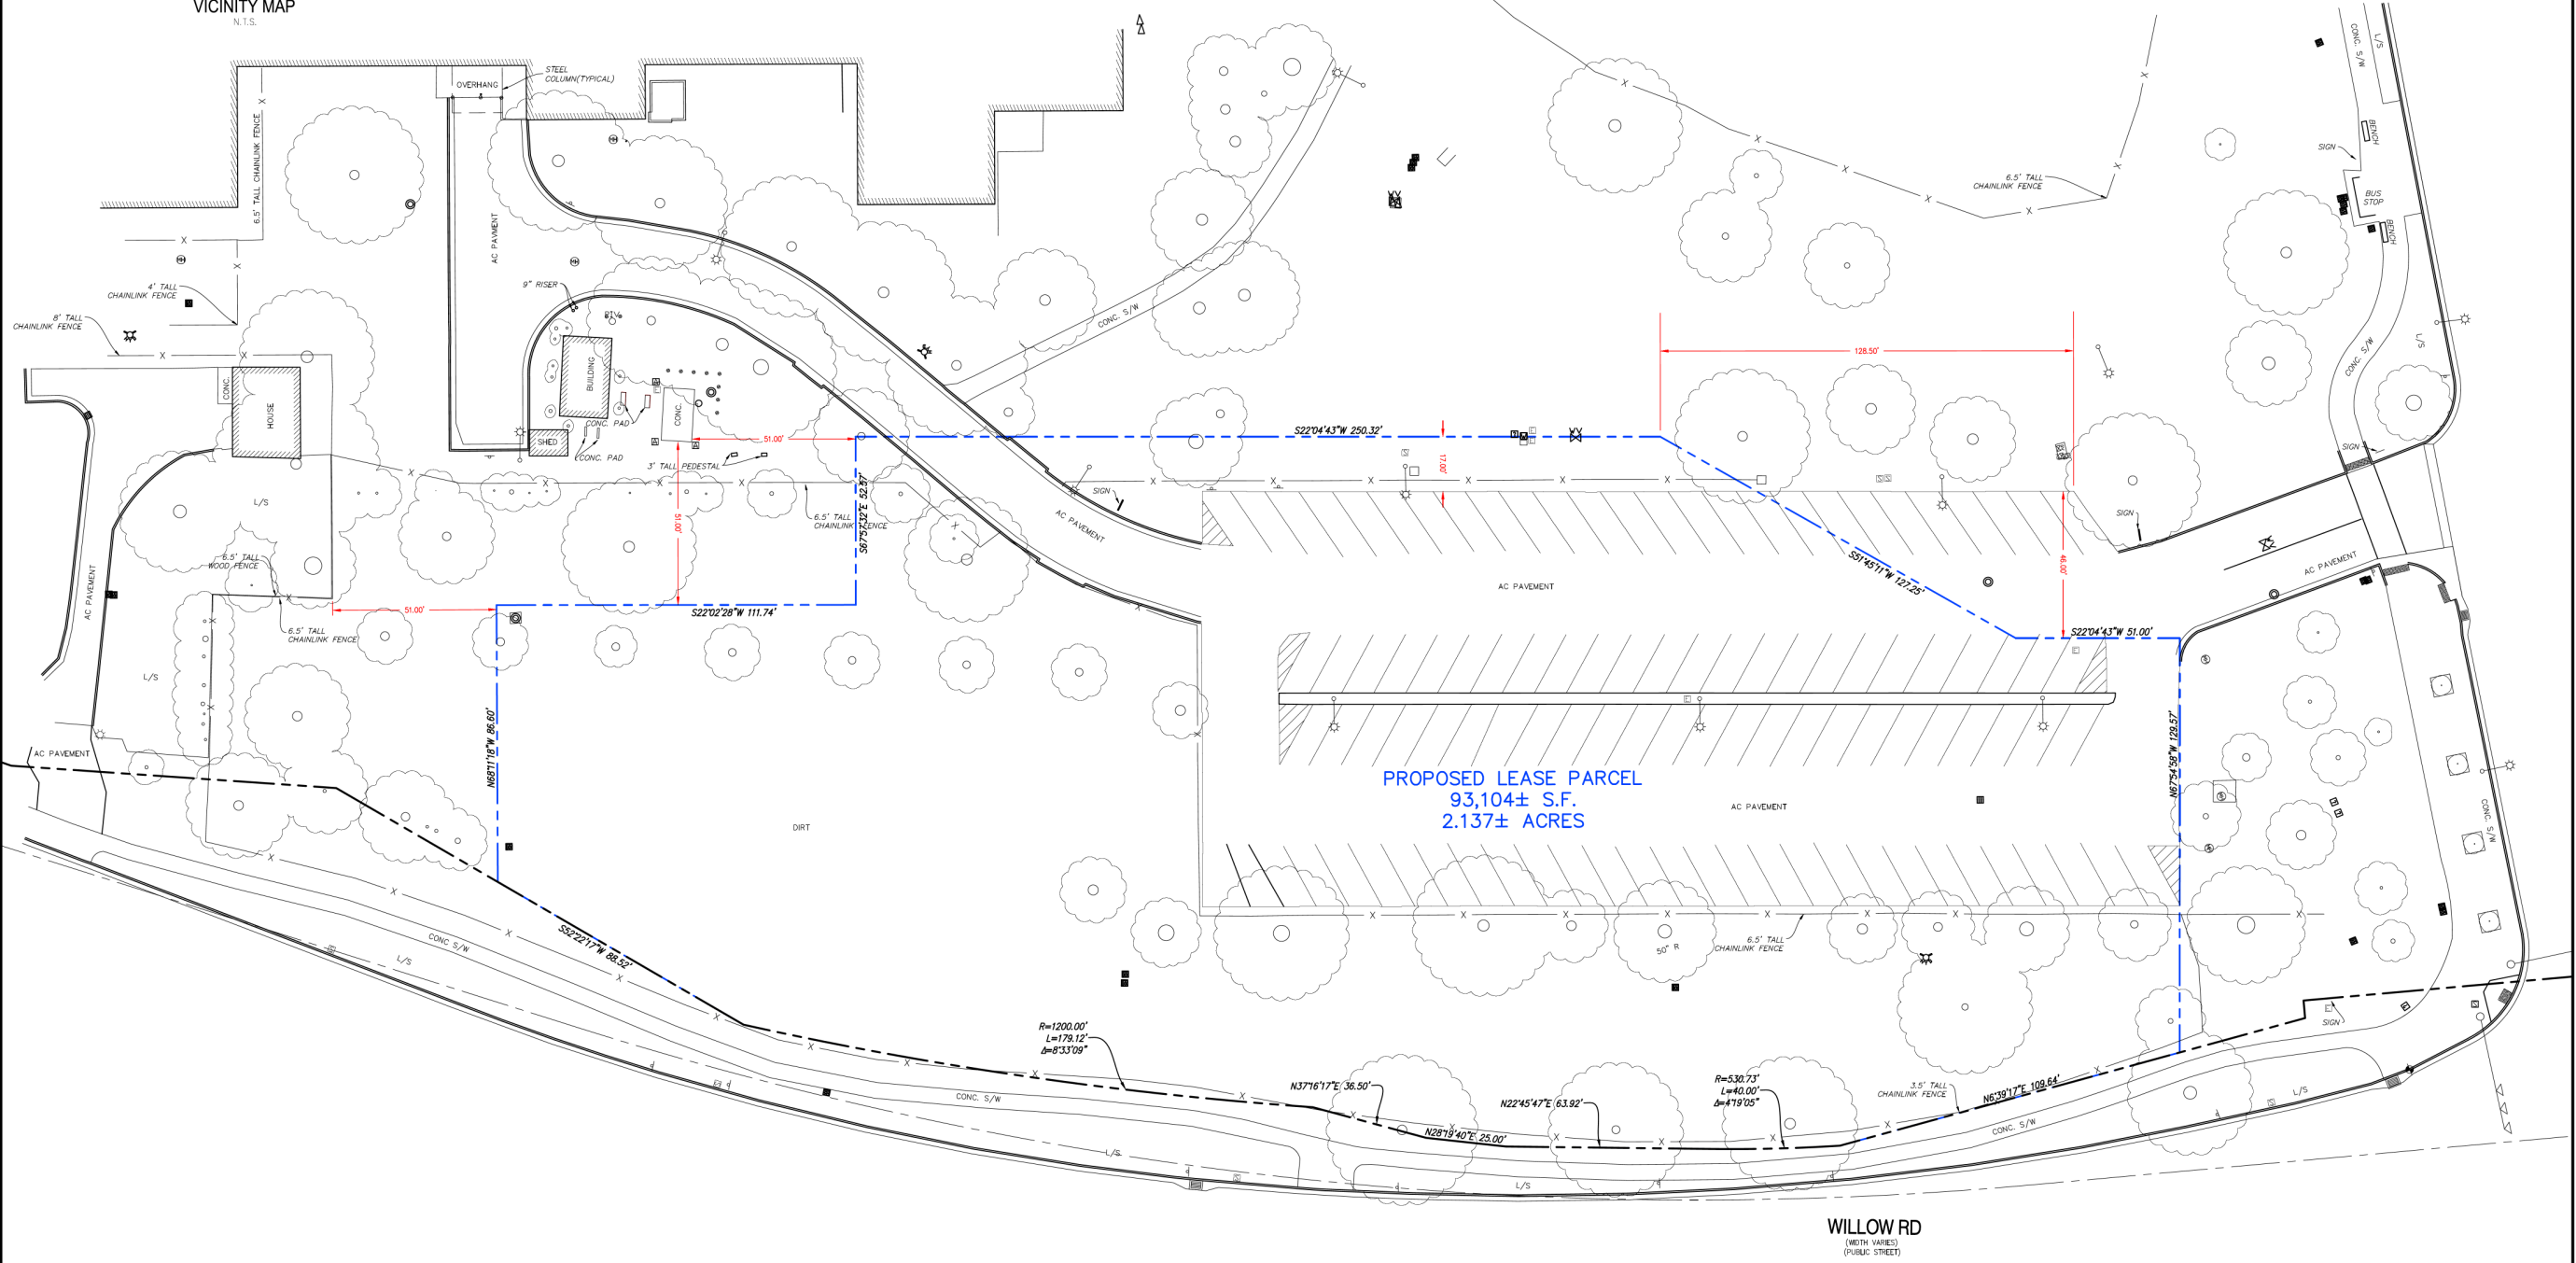 VICINITY MAP
N.T.S.
STEEL
COLUMN(TYPICAL)
OVERHANG
6.5' TALL CHAINLINK FENCE
AC PAVMENT
4' TALL
CHAINLINK FENCE
8' TALL
CHAINLINK FENCE
9" RISER
CONC.
HOUSE
BUILDING
SHED
CONC. PAD
CONC.
CONC. PAD
3' TALL PEDESTAL
51.00'
51.00'
6.5' TALL
CHAINLINK FENCE
S67°57'32"E 52.57'
SIGN
AC PAVEMENT
CONC. S/W
S22°04'43"W 250.32'
17.00'
128.50'
6.5' TALL
CHAINLINK FENCE
CONC. S/W
L/S
BENCH
SIGN
BUS
STOP
BENCH
CONC. S/W
L/S
SIGN
SIGN
46.00'
AC PAVEMENT
AC PAVEMENT
S51°45'11"W 127.25'
S22°04'43"W 51.00'
L/S
6.5' TALL
WOOD FENCE
6.5' TALL
CHAINLINK FENCE
51.00'
S22°02'28"W 111.74'
AC PAVEMENT
L/S
AC PAVEMENT
N68°11'18"W 86.60'
DIRT
PROPOSED LEASE PARCEL
93,104± S.F.
2.137± ACRES
AC PAVEMENT
N67°54'58"W 129.57'
CONC. S/W
S52°22'17"W 88.52'
CONC S/W
L/S
50" R
6.5' TALL
CHAINLINK FENCE
SIGN
R=1200.00'
L=179.12'
Δ=8°33'09"
N37°16'17"E 36.50'
N28°19'40"E 25.00'
N22°45'47"E 63.92'
R=530.73'
L=40.00'
Δ=4°19'05"
3.5' TALL
CHAINLINK FENCE
N6°39'17"E 109.64'
CONC. S/W
CONC. S/W
L/S
L/S
L/S
WILLOW RD
(WIDTH VARIES)
(PUBLIC STREET)